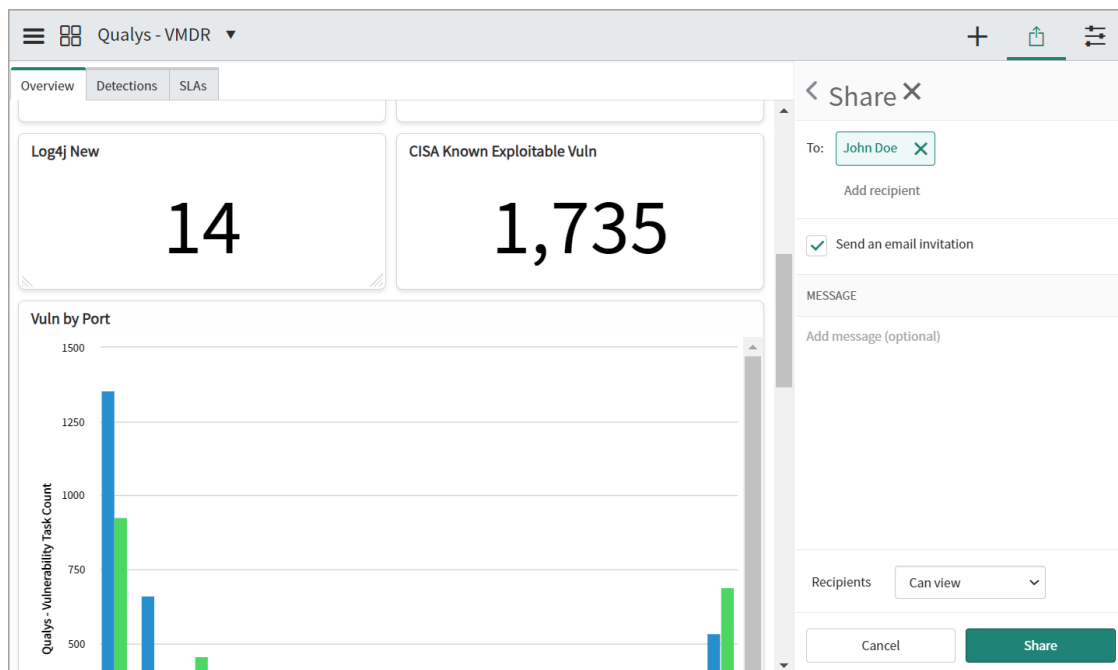 Qualys - VMDR ▼
Overview
Detections
SLAs
Log4j New
14
CISA Known Exploitable Vuln
1,735
Vuln by Port
1500
1250
1000
750
500
Qualys - Vulnerability Task Count
Share
To:
John Doe
Add recipient
Send an email invitation
MESSAGE
Add message (optional)
Recipients
Can view
Cancel
Share